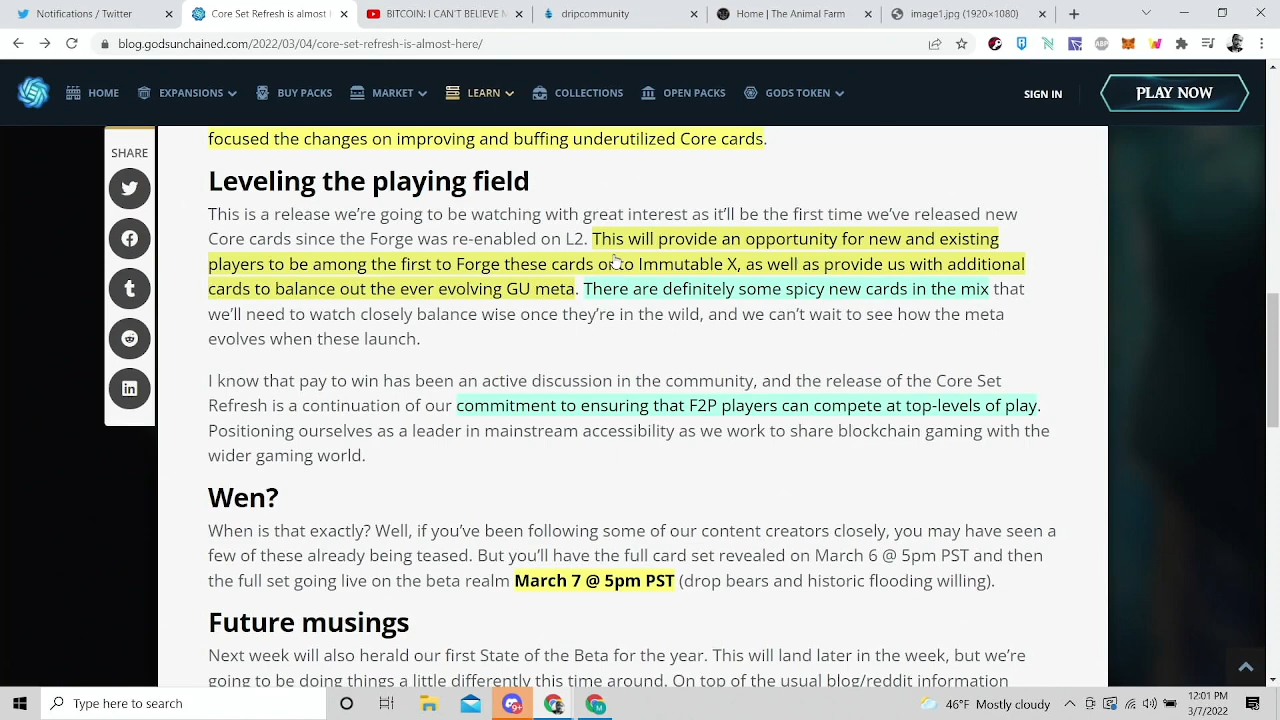 Notifications / Twitter
Core Set Refresh is almost h
BITCOIN: I CAN'T BELIEVE M
dripcommunity
Home | The Animal Farm
image1.jpg (1920×1080)
blog.godsunchained.com/2022/03/04/core-set-refresh-is-almost-here/
HOME
EXPANSIONS
BUY PACKS
MARKET
LEARN
COLLECTIONS
OPEN PACKS
GODS TOKEN
SIGN IN
PLAY NOW
SHARE
focused the changes on improving and buffing underutilized Core cards.
Leveling the playing field
This is a release we're going to be watching with great interest as it'll be the first time we've released new
Core cards since the Forge was re-enabled on L2. This will provide an opportunity for new and existing
players to be among the first to Forge these cards onto Immutable X, as well as provide us with additional
cards to balance out the ever evolving GU meta. There are definitely some spicy new cards in the mix that
we'll need to watch closely balance wise once they're in the wild, and we can't wait to see how the meta
evolves when these launch.
I know that pay to win has been an active discussion in the community, and the release of the Core Set
Refresh is a continuation of our commitment to ensuring that F2P players can compete at top-levels of play.
Positioning ourselves as a leader in mainstream accessibility as we work to share blockchain gaming with the
wider gaming world.
Wen?
When is that exactly? Well, if you've been following some of our content creators closely, you may have seen a
few of these already being teased. But you'll have the full card set revealed on March 6 @ 5pm PST and then
the full set going live on the beta realm March 7 @ 5pm PST (drop bears and historic flooding willing).
Future musings
Next week will also herald our first State of the Beta for the year. This will land later in the week, but we're
going to be doing things a little differently this time around. On top of the usual blog/reddit information
Type here to search
46°F Mostly cloudy
12:01 PM
3/7/2022